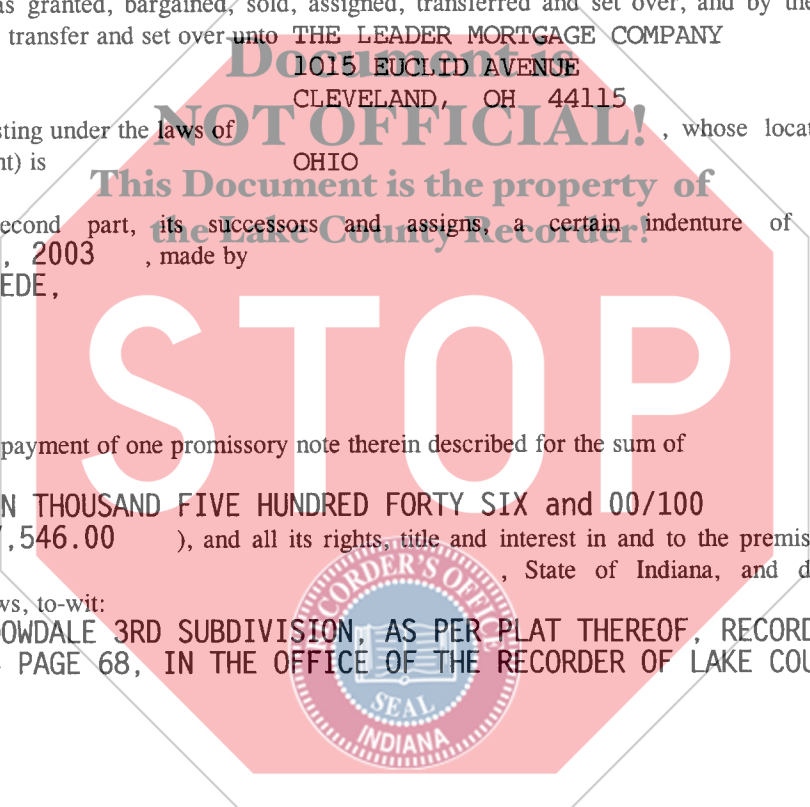 as granted, bargained, sold, assigned, transferred and set over, and by the
transfer and set over unto THE LEADER MORTGAGE COMPANY
Document is
1015 EUCLID AVENUE
CLEVELAND, OH 44115
NOT OFFICIAL!
sting under the laws of , whose locat
nt) is OHIO
This Document is the property of
econd part, its successors and assigns, a certain indenture of
the Lake County Recorder!
, 2003 , made by
EDE,
STOP
payment of one promissory note therein described for the sum of
N THOUSAND FIVE HUNDRED FORTY SIX and 00/100
7,546.00 ), and all its rights, title and interest in and to the premis
, State of Indiana, and d
ws, to-wit:
OWDALE 3RD SUBDIVISION, AS PER PLAT THEREOF, RECORD
PAGE 68, IN THE OFFICE OF THE RECORDER OF LAKE COU
RECORDER'S OFFICE
SEAL
INDIANA